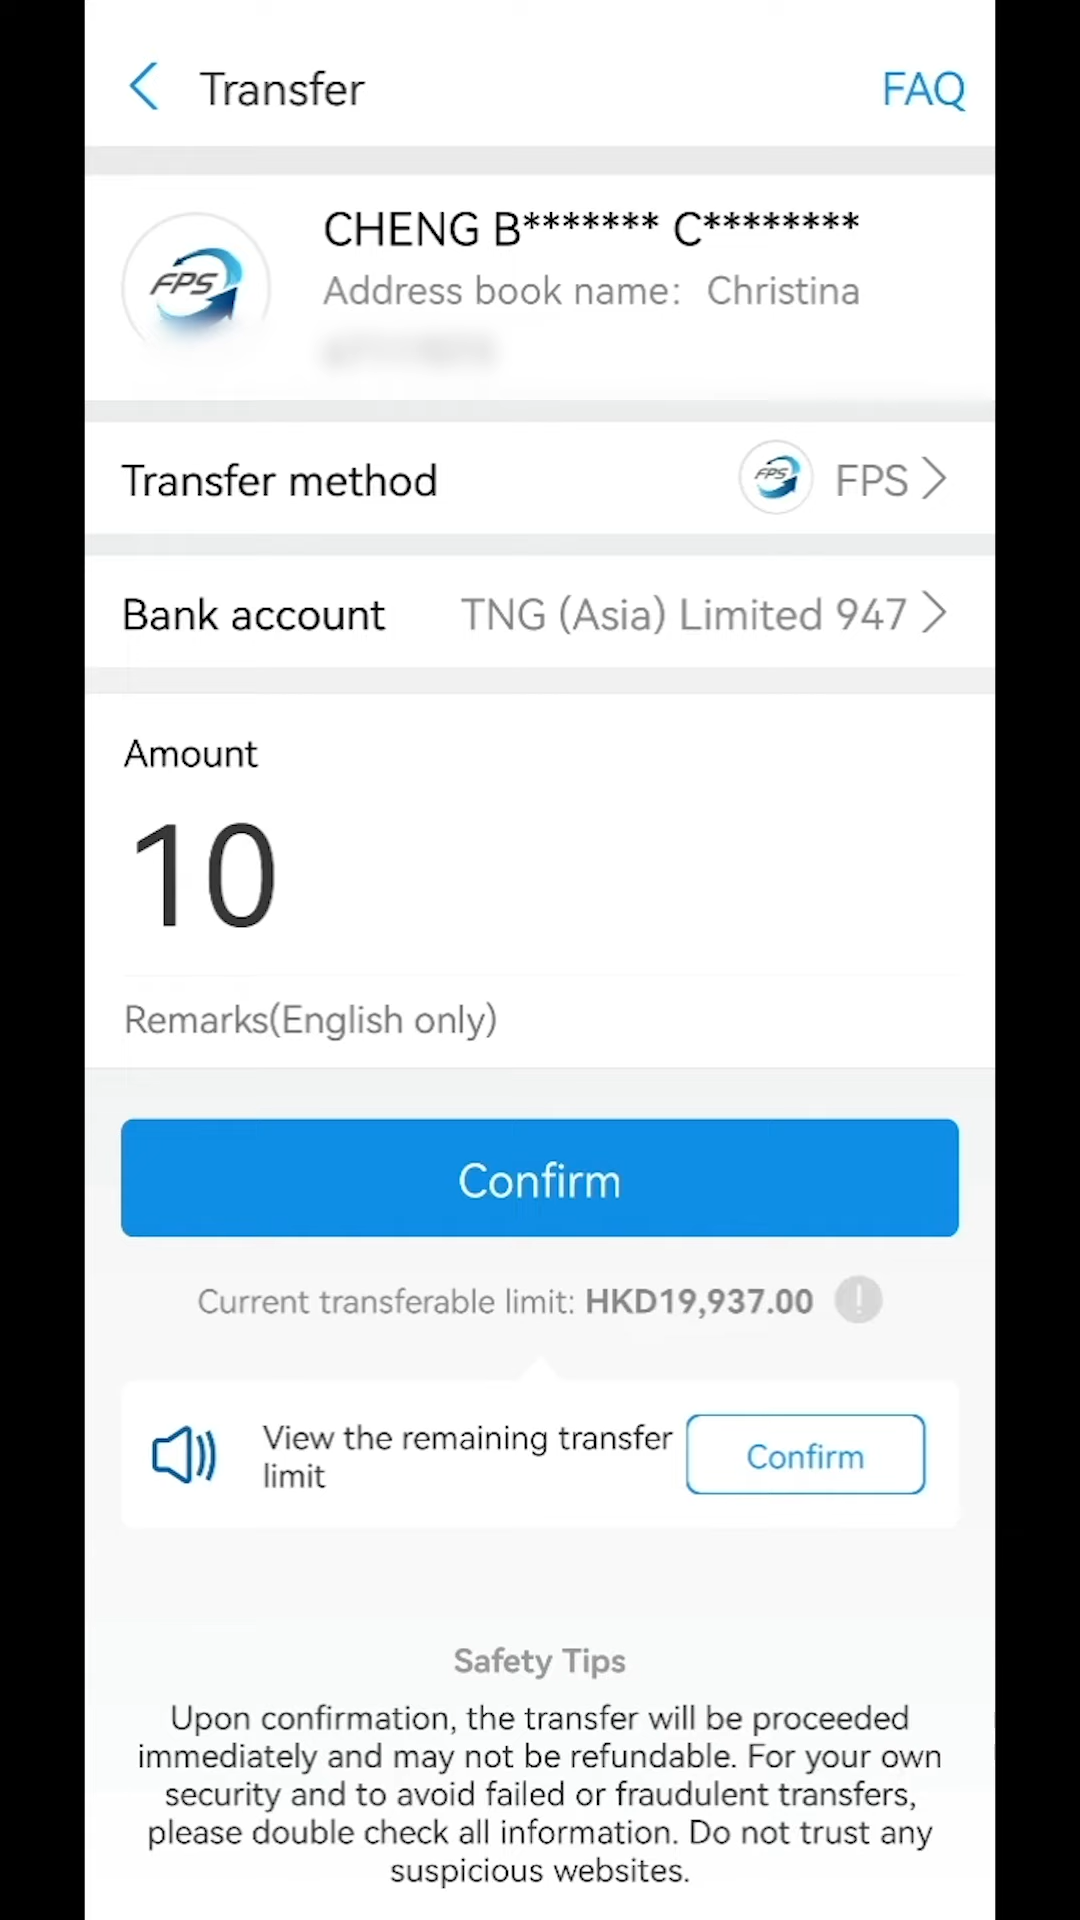 Transfer
FAQ
FPS
CHENG B******* C********
Address book name: Christina
Transfer method
FPS
FPS
Bank account
TNG (Asia) Limited 947
Amount
10
Remarks(English only)
Confirm
Current transferable limit: HKD19,937.00
View the remaining transfer
limit
Confirm
Safety Tips
Upon confirmation, the transfer will be proceeded
immediately and may not be refundable. For your own
security and to avoid failed or fraudulent transfers,
please double check all information. Do not trust any
suspicious websites.